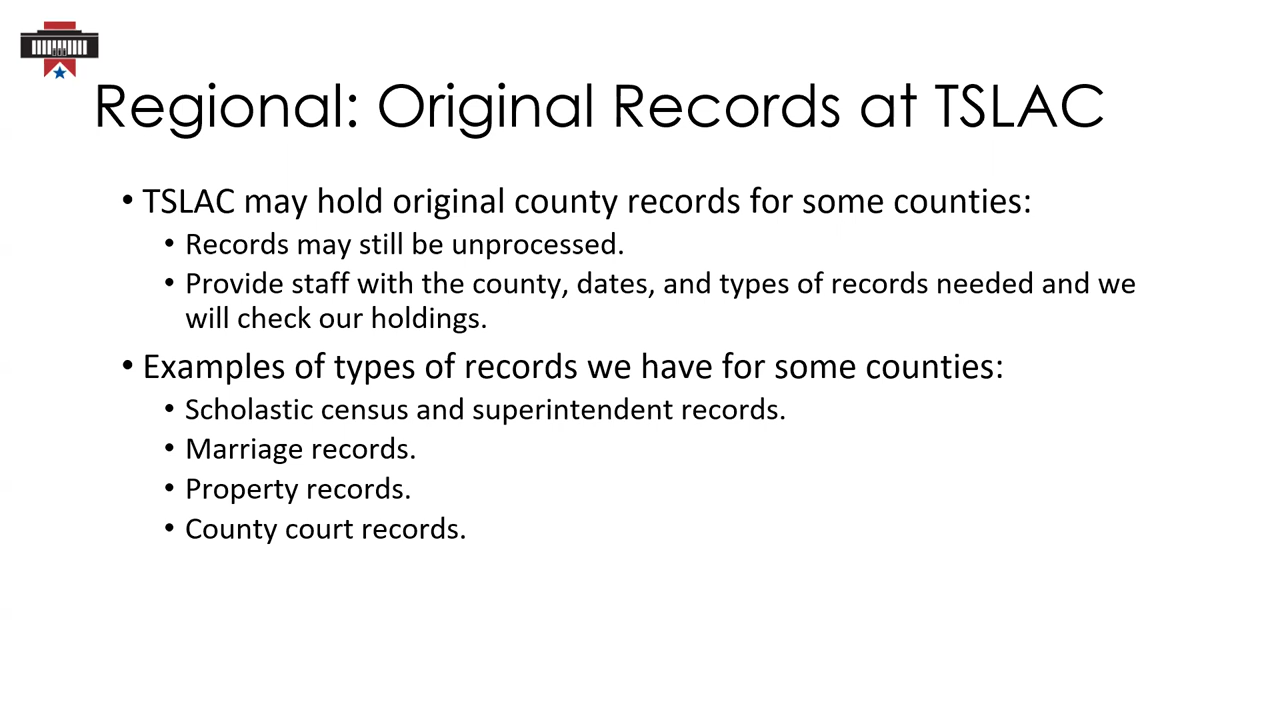 Regional: Original Records at TSLAC
• TSLAC may hold original county records for some counties:
• Records may still be unprocessed.
• Provide staff with the county, dates, and types of records needed and we
will check our holdings.
• Examples of types of records we have for some counties:
• Scholastic census and superintendent records.
• Marriage records.
• Property records.
• County court records.